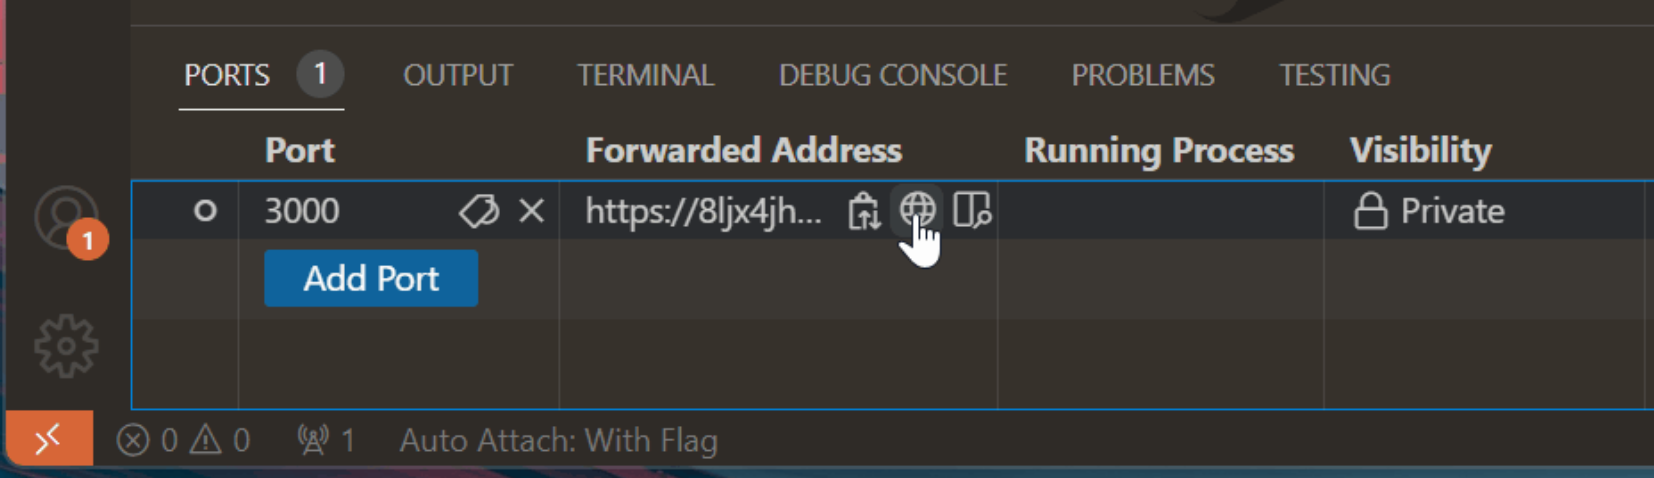 PORTS 1 OUTPUT TERMINAL DEBUG CONSOLE PROBLEMS TESTING
Port Forwarded Address Running Process Visibility
3000 https://8ljx4jh... Private
1
Add Port
0 0 1 Auto Attach: With Flag